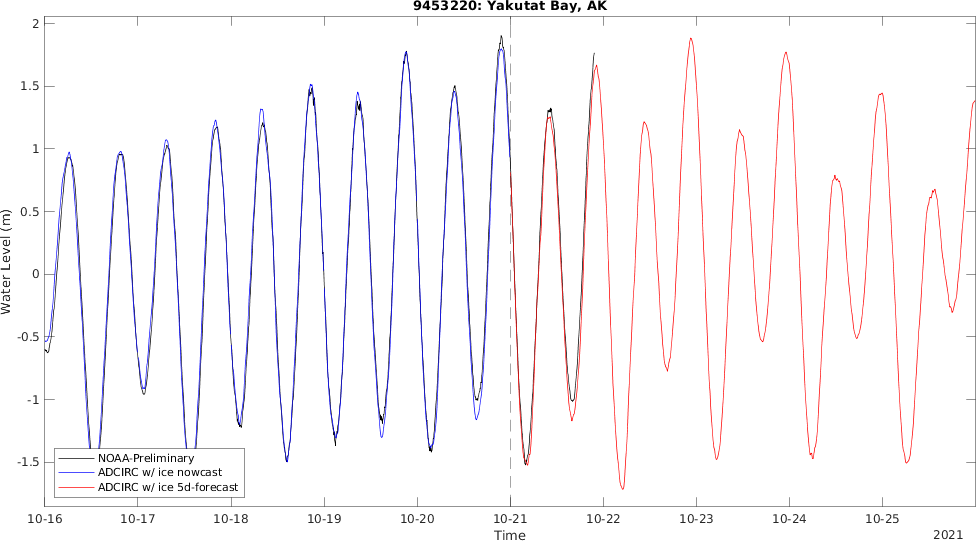 9453220: Yakutat Bay, AK
Water Level (m)
2
1.5
1
0.5
0
-0.5
-1
-1.5
NOAA-Preliminary
ADCIRC w/ ice nowcast
ADCIRC w/ ice 5d-forecast
10-16 10-17 10-18 10-19 10-20 10-21 10-22 10-23 10-24 10-25
Time
2021